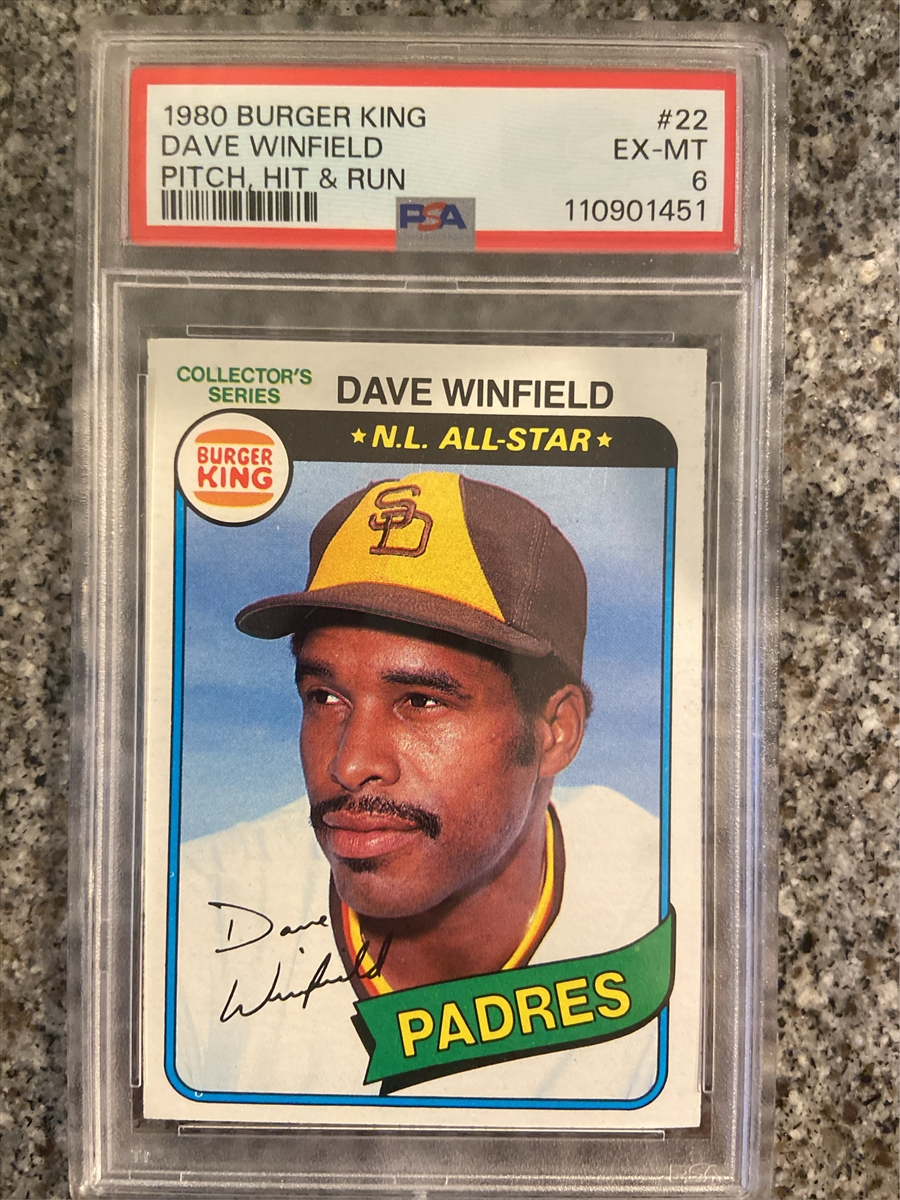 1980 BURGER KING #22
DAVE WINFIELD EX-MT
PITCH, HIT & RUN 6
PSA 110901451
COLLECTOR'S
SERIES
DAVE WINFIELD
★ N.L. ALL-STAR ★
BURGER
KING
SD
Dave
Winfield
PADRES